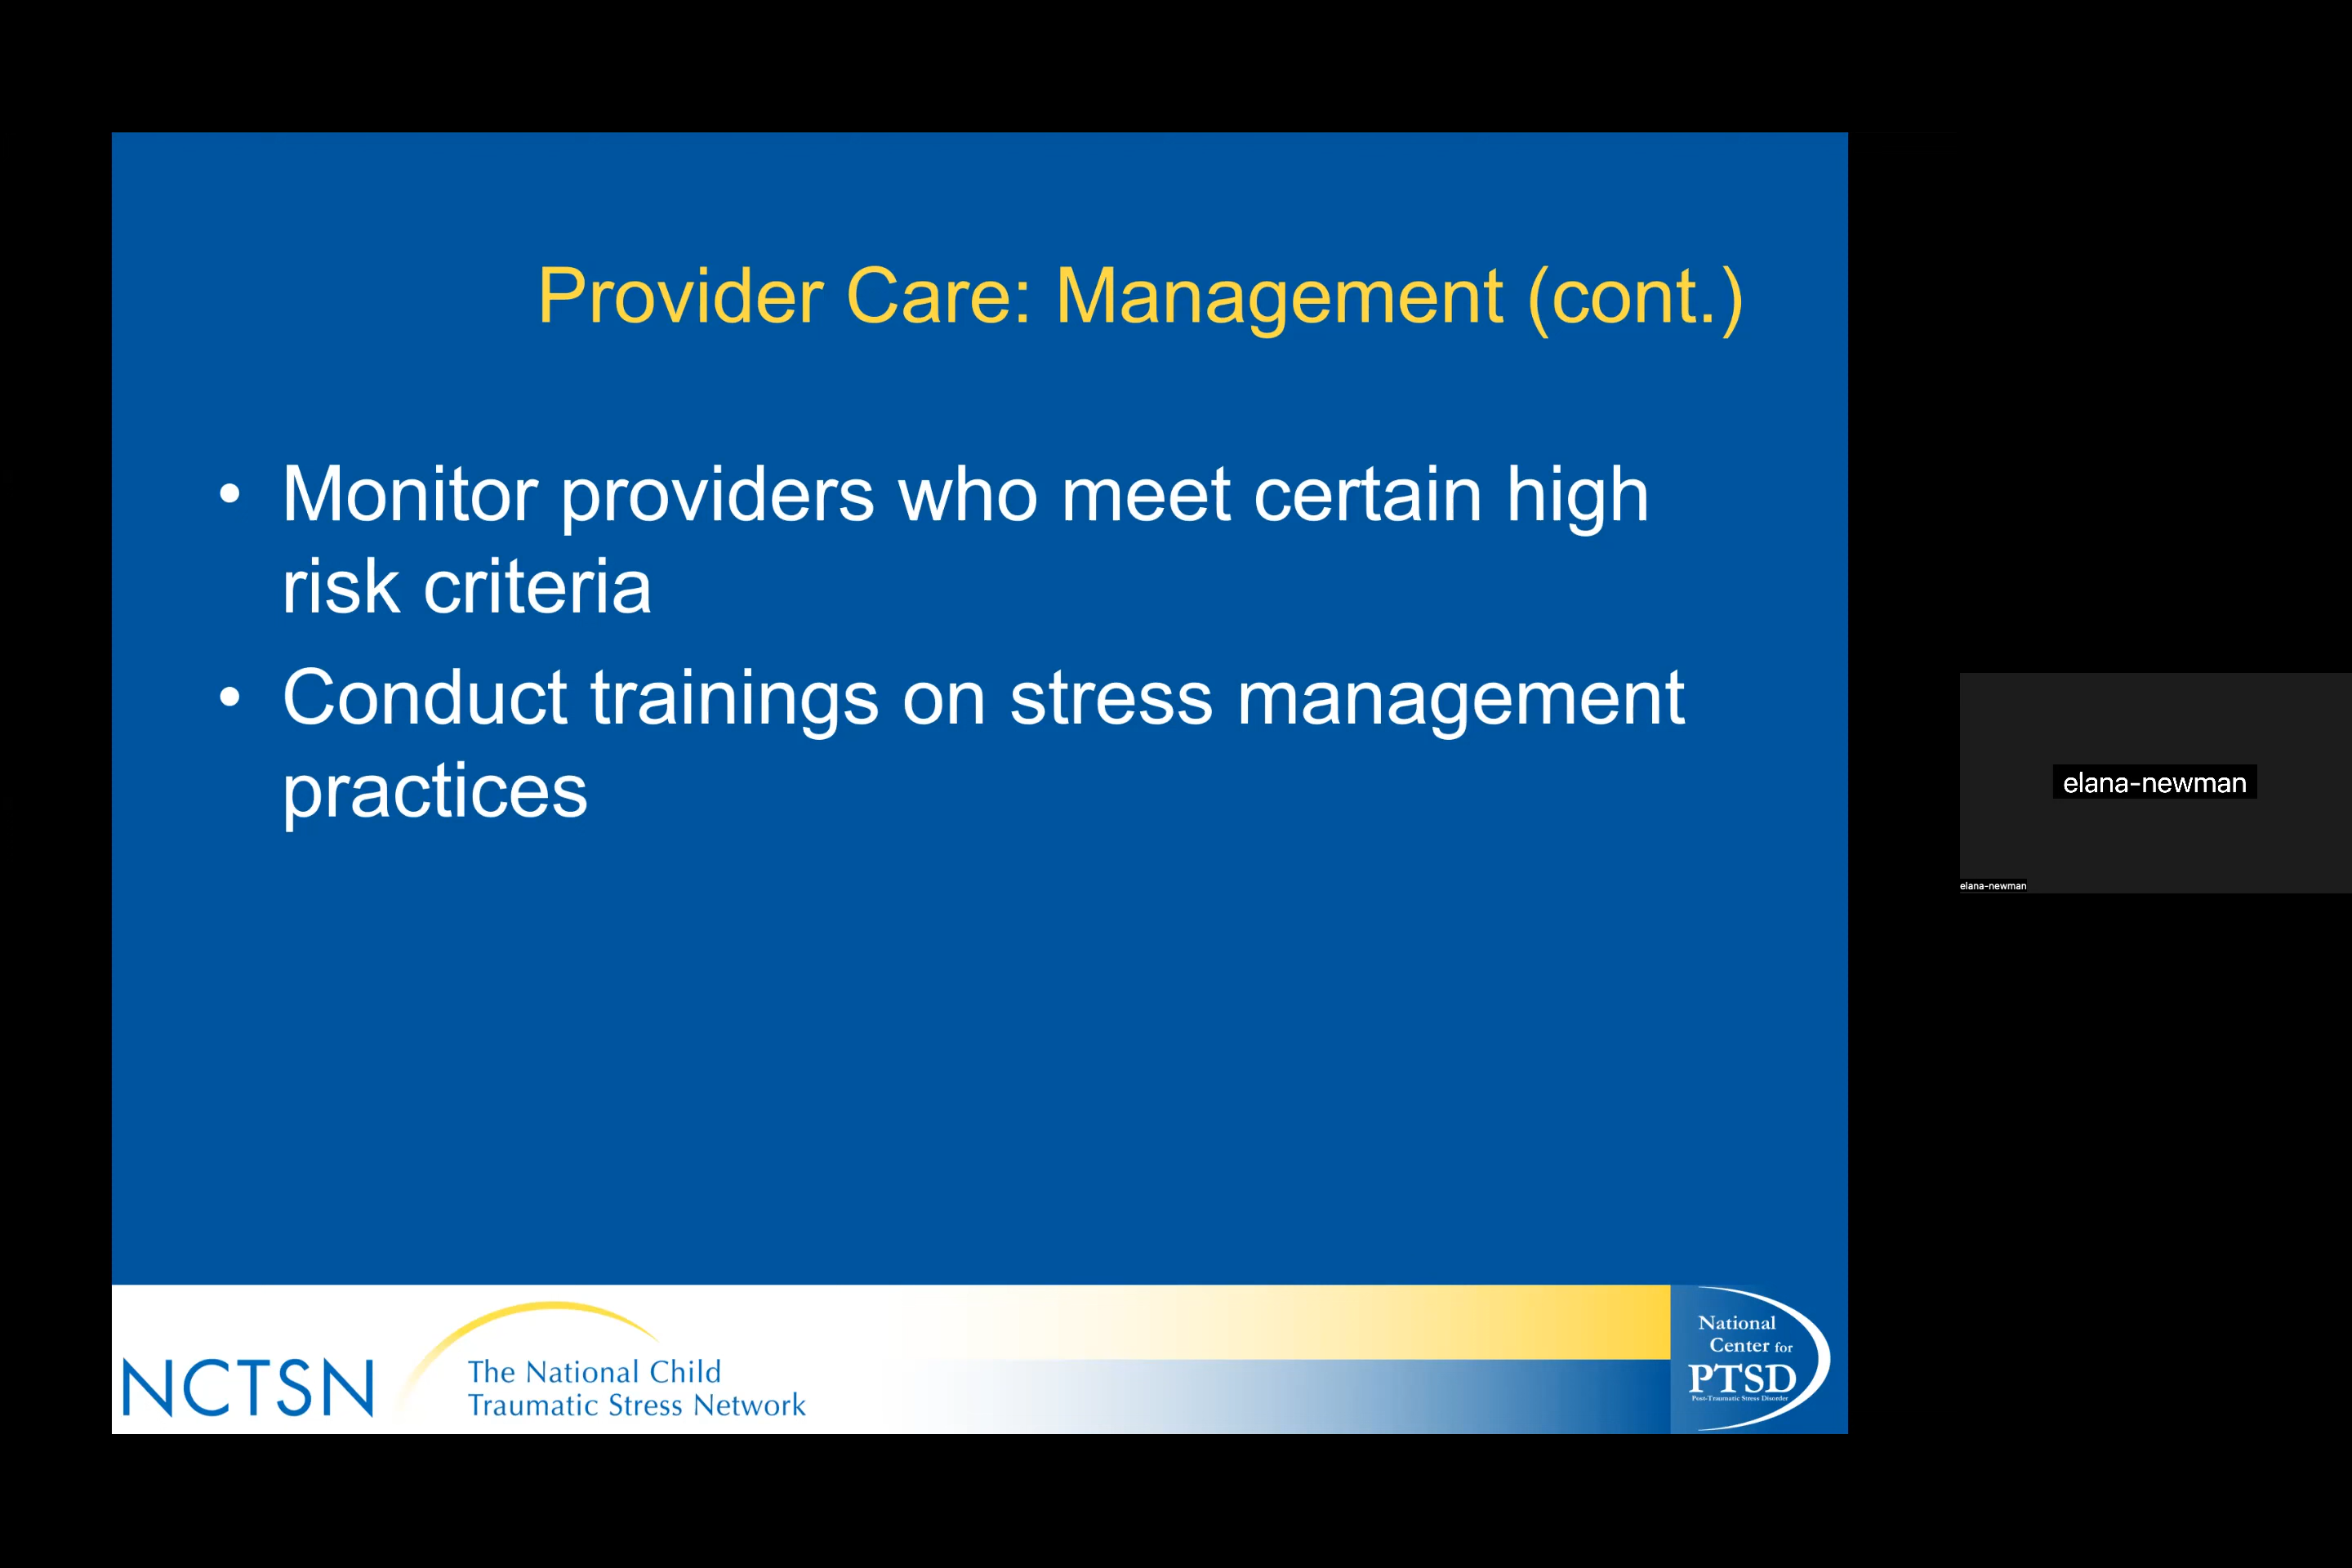 Provider Care: Management (cont.)
• Monitor providers who meet certain high
risk criteria
• Conduct trainings on stress management
practices
elana-newman
elana-newman
NCTSN
The National Child
Traumatic Stress Network
National
Center for
PTSD
Post-Traumatic Stress Disorder